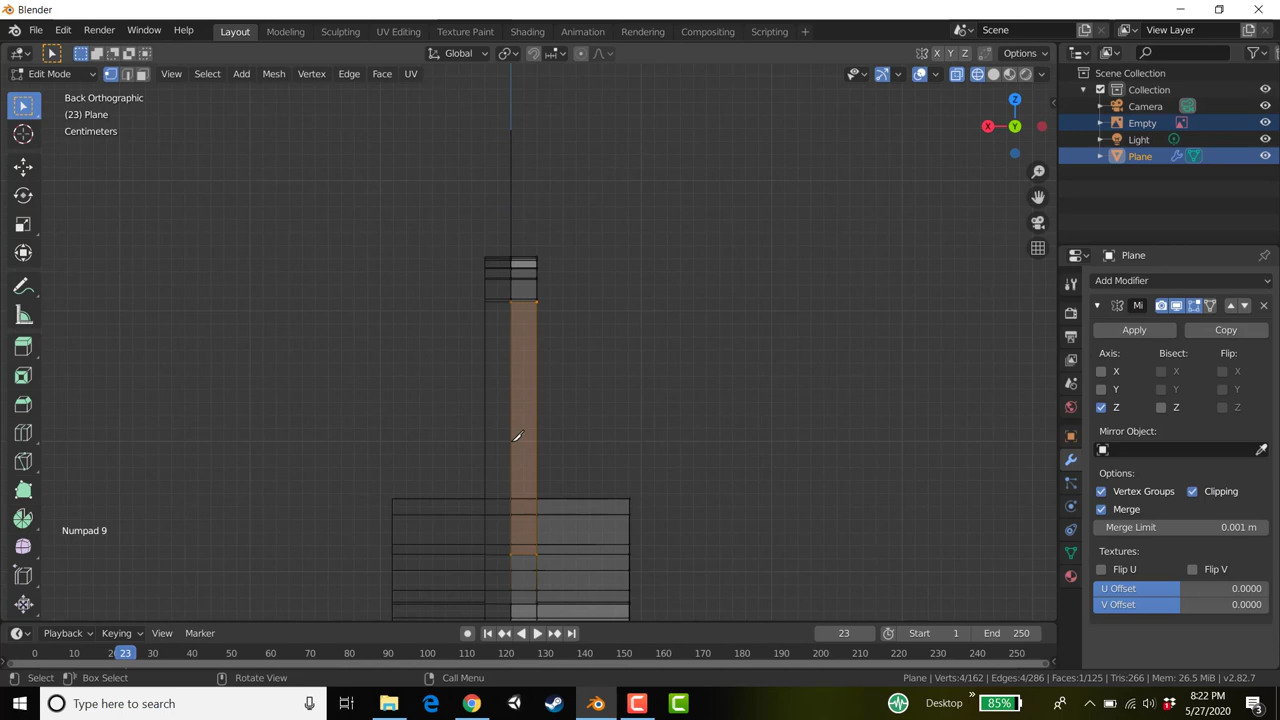 Blender
File Edit Render Window Help
Layout Modeling Sculpting UV Editing Texture Paint Shading Animation Rendering Compositing Scripting +
Scene
View Layer
Global
X Y Z
Options
Edit Mode
View Select Add Mesh Vertex Edge Face UV
Back Orthographic
(23) Plane
Centimeters
Z
X
Y
Scene Collection
Collection
Camera
Empty
Light
Plane
Plane
Add Modifier
Mi
Apply
Copy
Axis:
Bisect:
Flip:
X X X
Y Y Y
Z Z Z
Mirror Object:
Options:
Vertex Groups
Clipping
Merge
Merge Limit 0.001 m
Textures:
Flip U
Flip V
U Offset 0.0000
V Offset 0.0000
Numpad 9
Playback Keying View Marker
23
Start 1
End 250
0 10 23 30 40 50 60 70 80 90 100 110 120 130 140 150 160 170 180 190 200 210 220 230 240 250
Select
Box Select
Rotate View
Call Menu
Plane | Verts:4/162 | Edges:4/286 | Faces:1/125 | Tris:266 | Mem: 26.5 MiB | v2.82.7
Type here to search
Desktop
85%
8:22 PM
5/27/2020